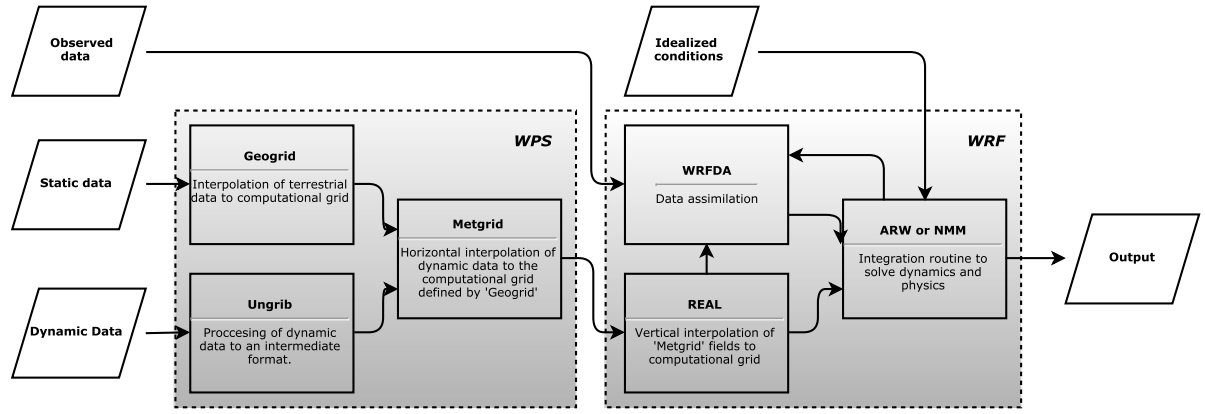 Observed
data
Idealized
conditions
WPS
WRF
Static data
Geogrid
Interpolation of terrestrial
data to computational grid
WRFDA
Data assimilation
Metgrid
Horizontal interpolation of
dynamic data to the
computational grid
defined by 'Geogrid'
ARW or NMM
Integration routine to
solve dynamics and
physics
Output
Dynamic Data
Ungrib
Proccesing of dynamic
data to an intermediate
format.
REAL
Vertical interpolation of
'Metgrid' fields to
computational grid